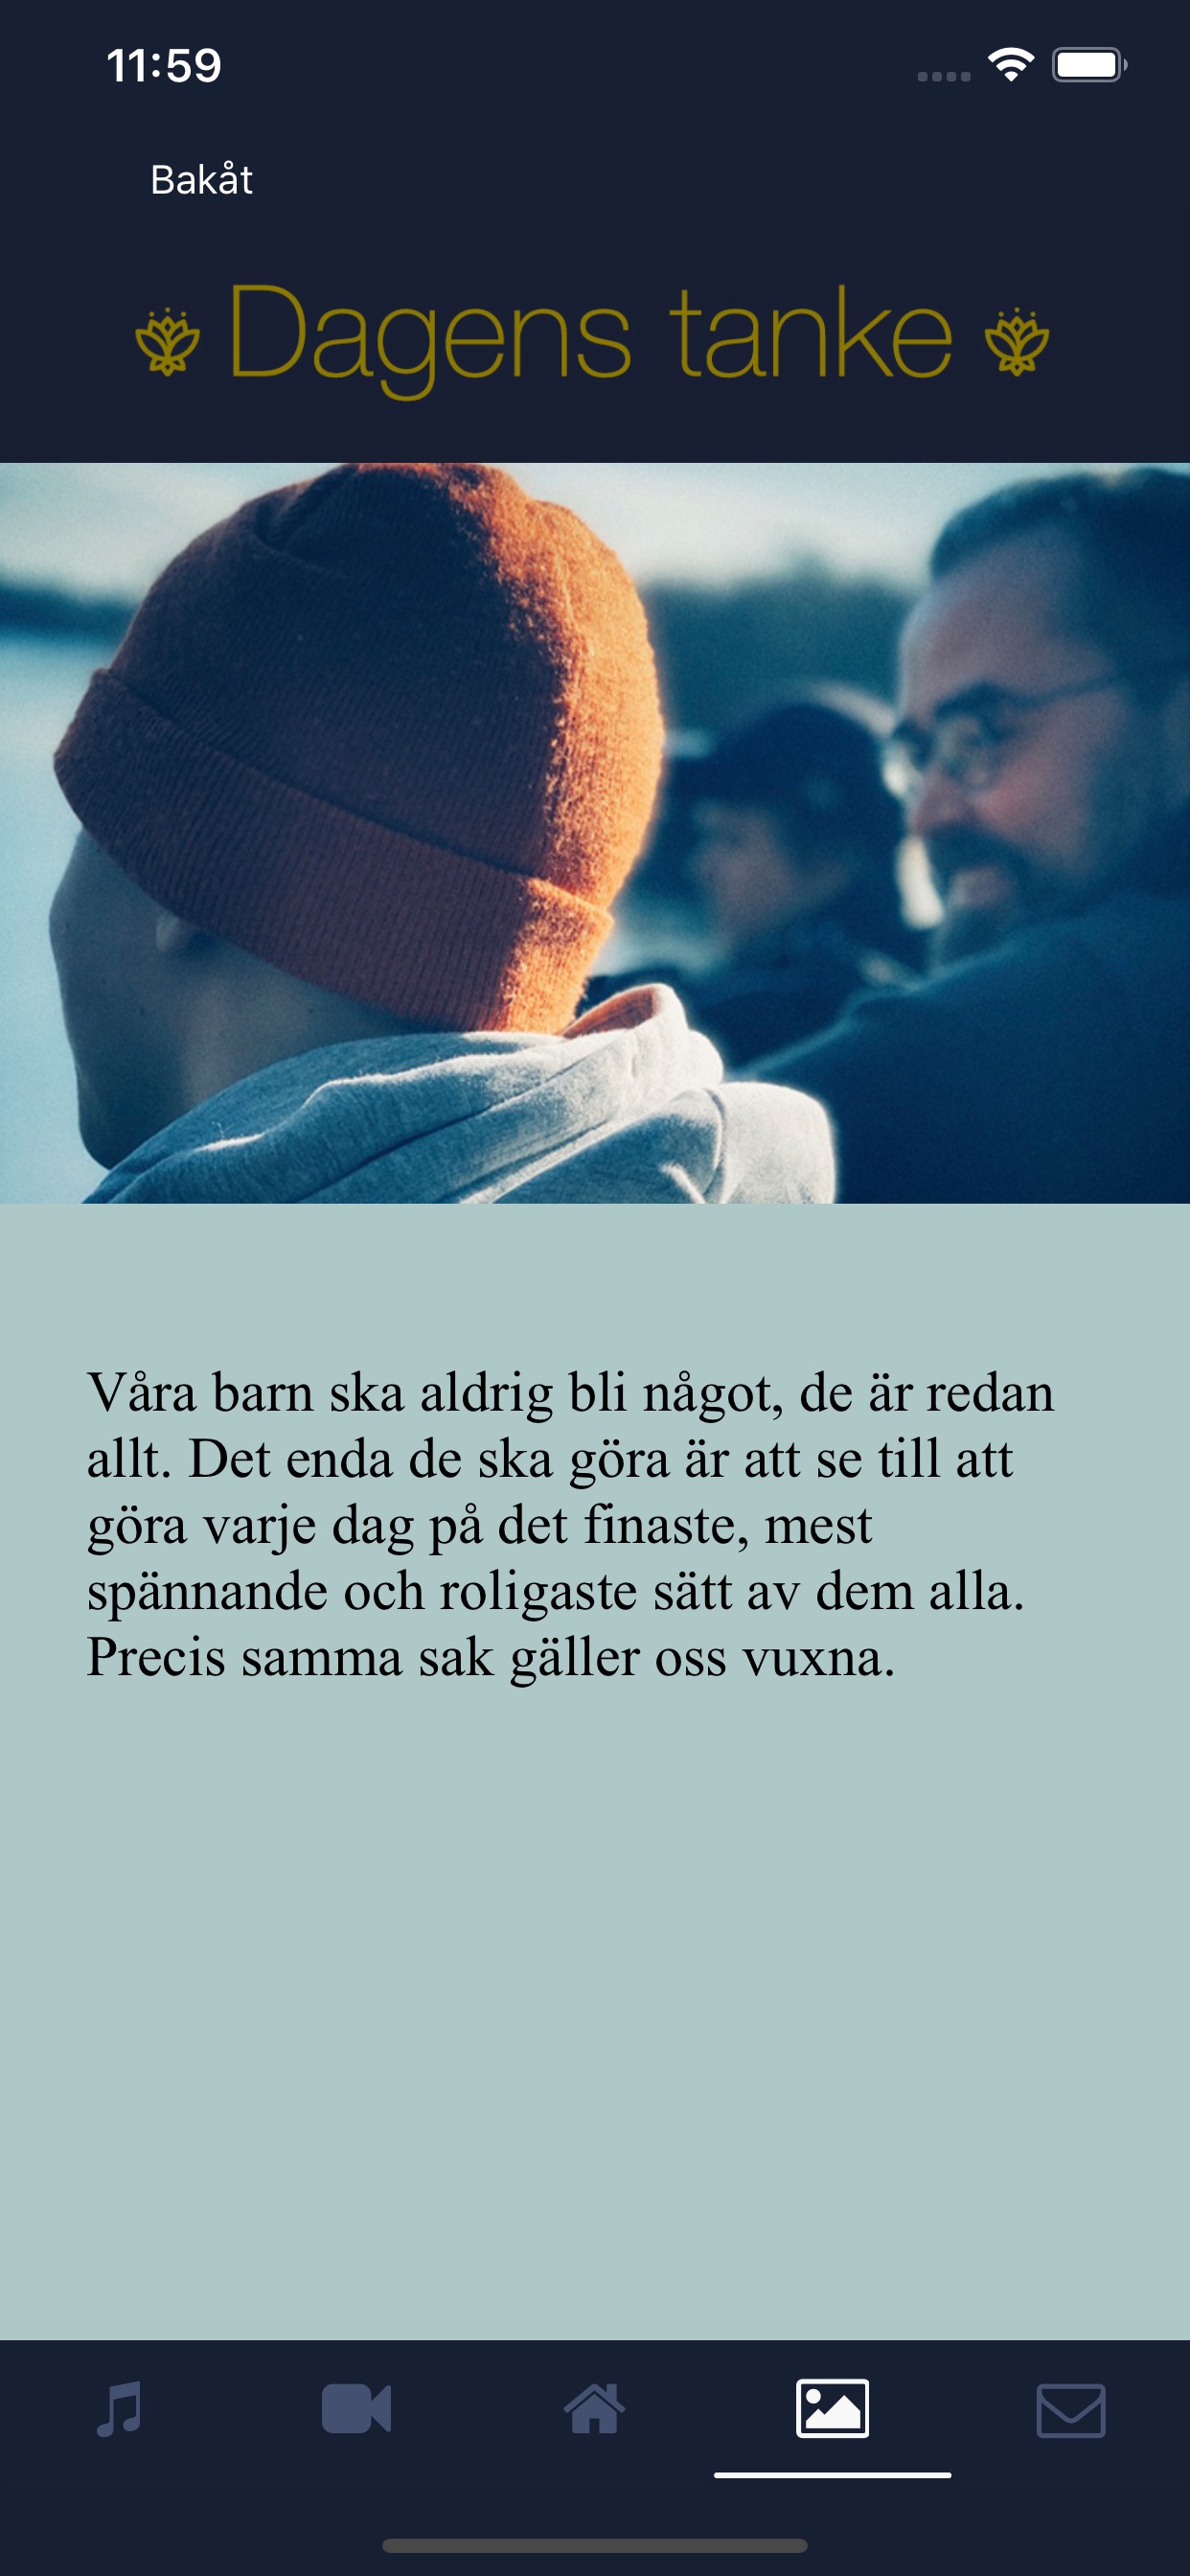 11:59
Bakåt
Dagens tanke
Våra barn ska aldrig bli något, de är redan
allt. Det enda de ska göra är att se till att
göra varje dag på det finaste, mest
spännande och roligaste sätt av dem alla.
Precis samma sak gäller oss vuxna.